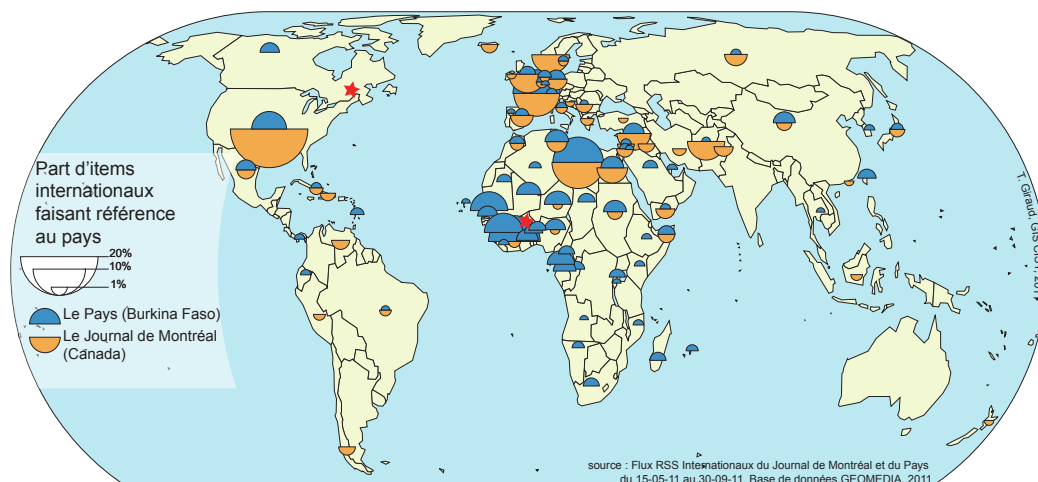 Part d'items
internationaux
faisant référence
au pays
20%
10%
1%
Le Pays (Burkina Faso)
Le Journal de Montréal
(Canada)
T. Giraud, GIS CIST, 2011
source : Flux RSS Internationaux du Journal de Montréal et du Pays
du 15-05-11 au 30-09-11. Base de données GEOMEDIA, 2011